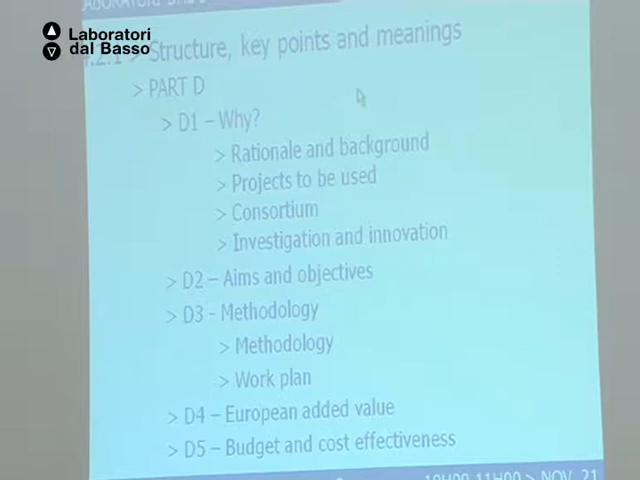 Laboratori
dal Basso
> Structure, key points and meanings
> PART D
> D1 – Why?
> Rationale and background
> Projects to be used
> Consortium
> Investigation and innovation
> D2 – Aims and objectives
> D3 - Methodology
> Methodology
> Work plan
> D4 – European added value
> D5 – Budget and cost effectiveness
> NOV. 21